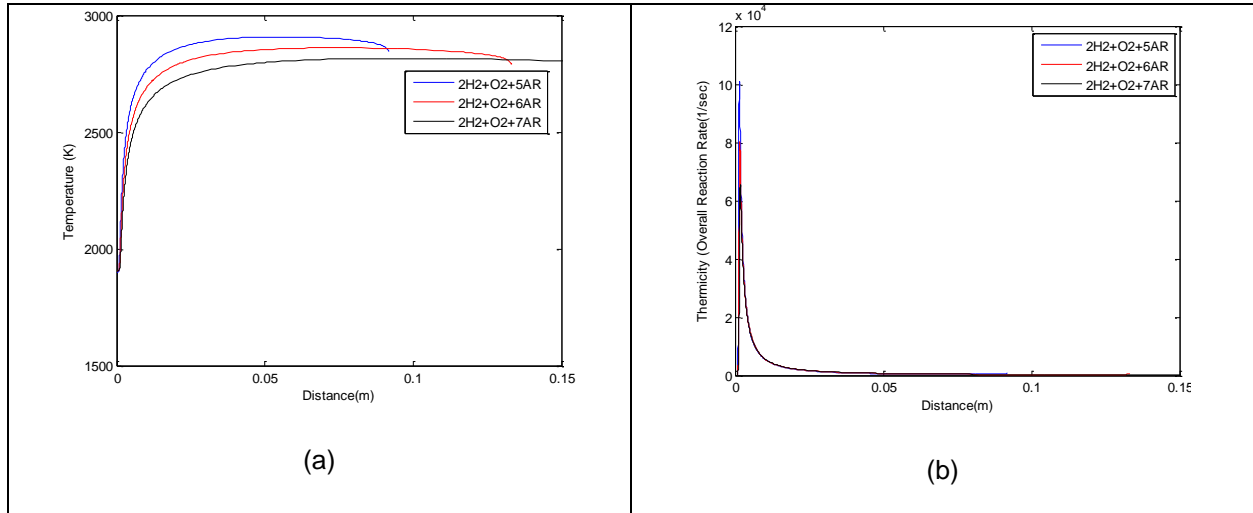 3000
2500
2000
1500
Temperature (K)
0
0.05
0.1
0.15
Distance(m)
2H2+O2+5AR
2H2+O2+6AR
2H2+O2+7AR
(a)
x 10⁴
12
10
8
6
4
2
0
Thermicity (Overall Reaction Rate(1/sec)
0
0.05
0.1
0.15
Distance(m)
2H2+O2+5AR
2H2+O2+6AR
2H2+O2+7AR
(b)